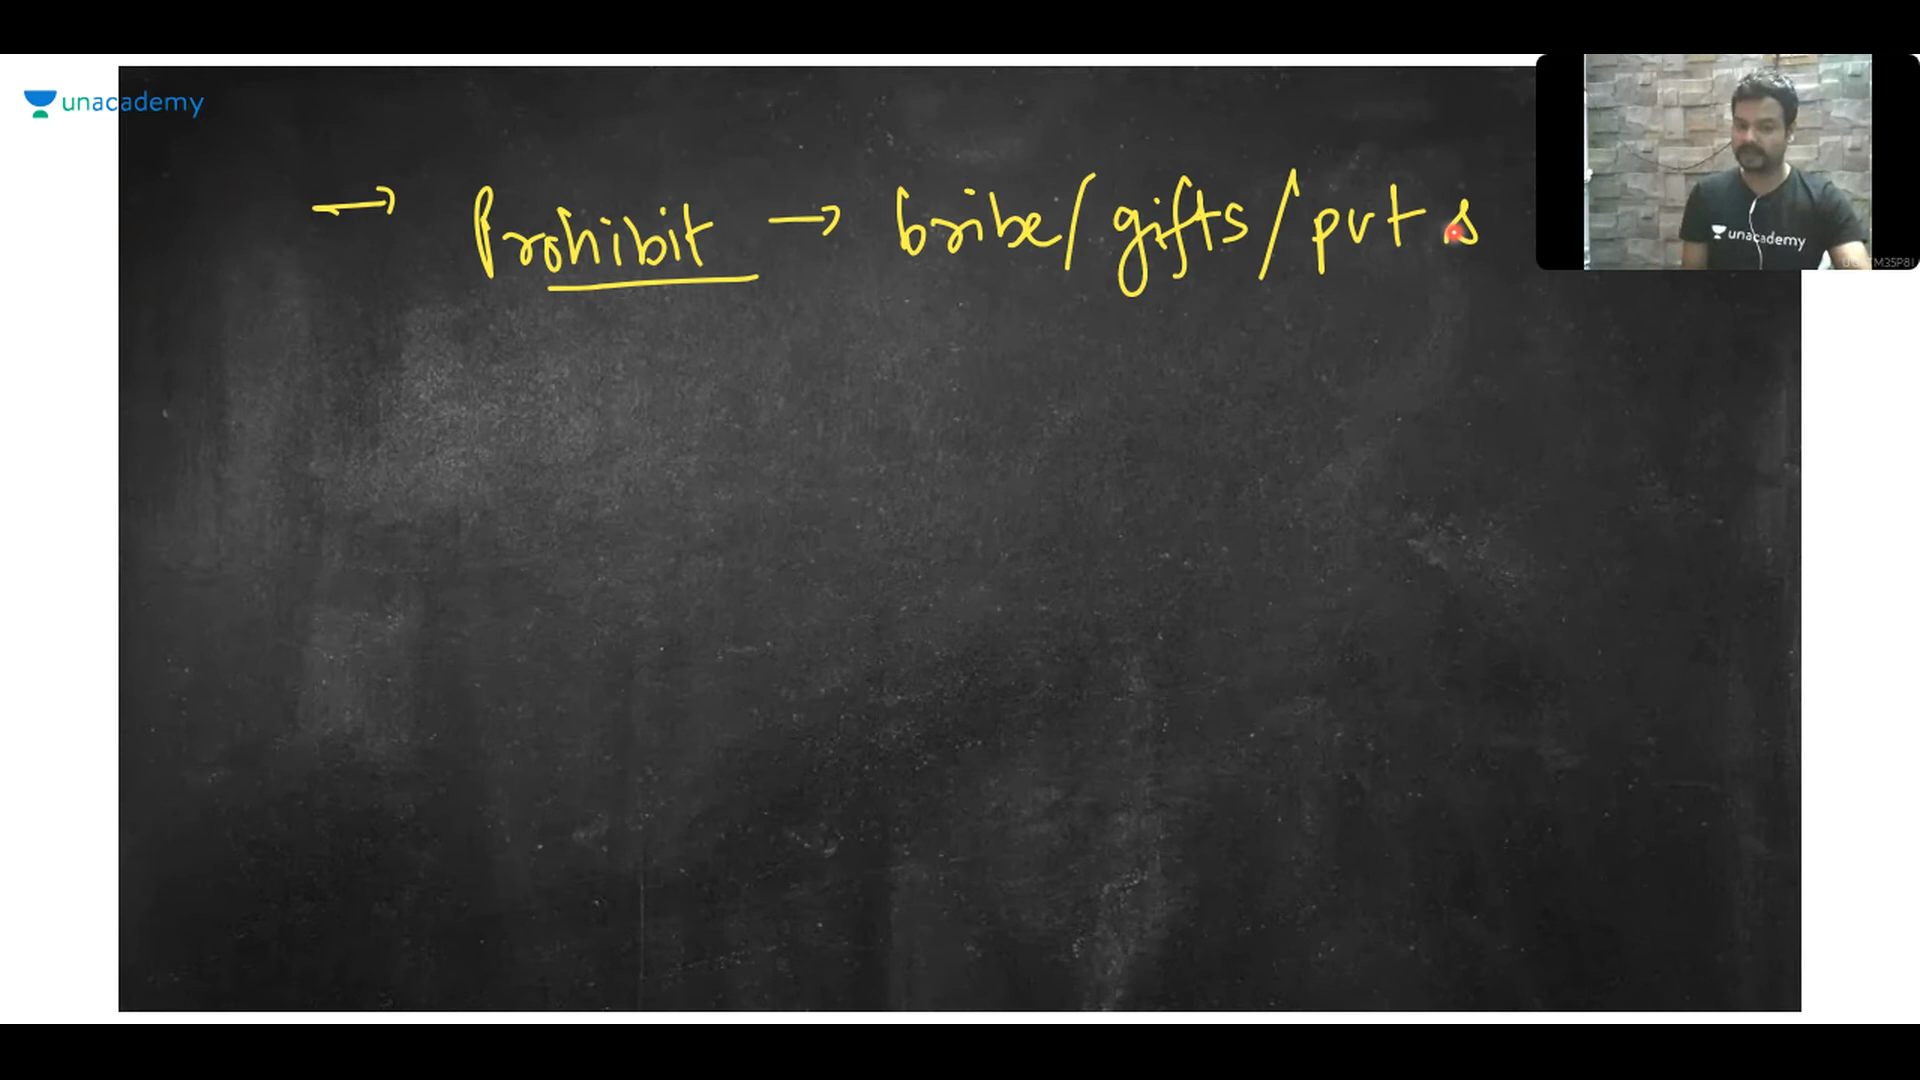 unacademy
→ Prohibit → bribe/gifts/pvt s
unacademy